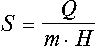 S = Q / (m · H)